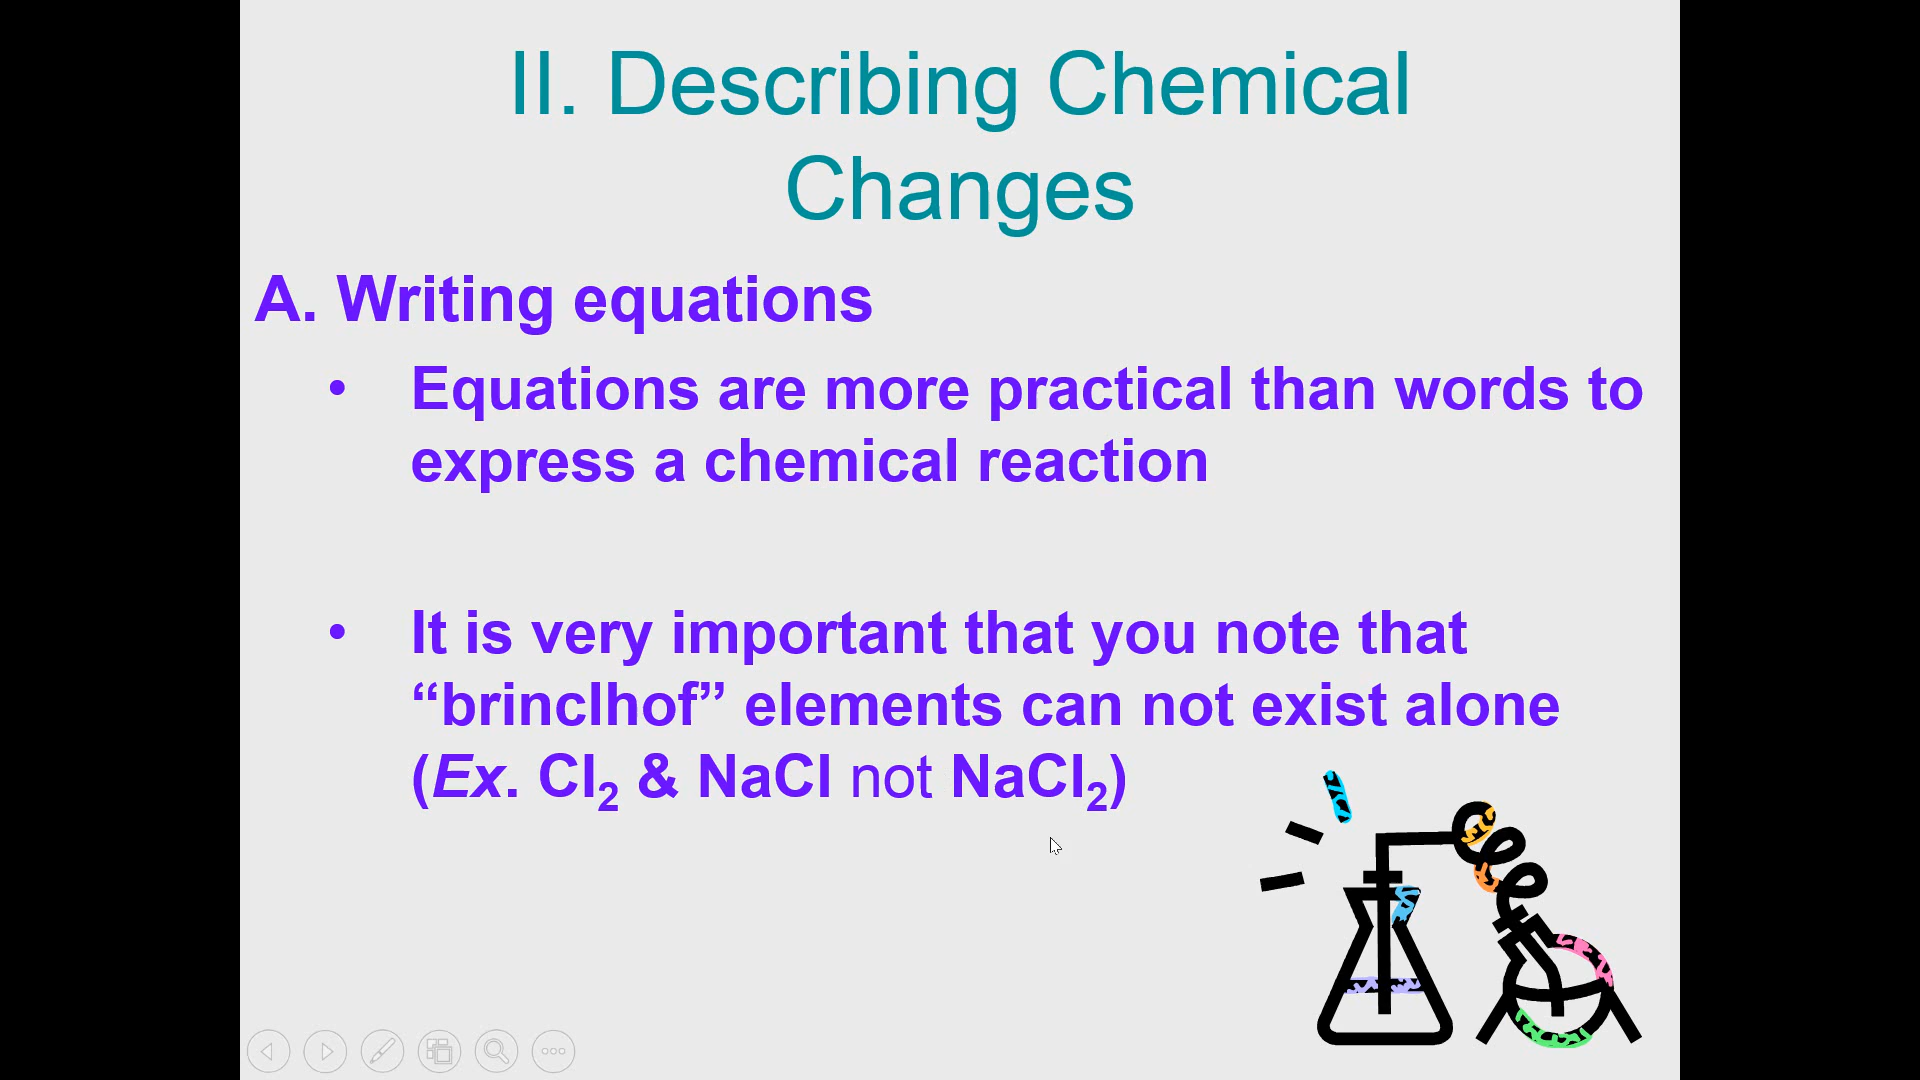 II. Describing Chemical
Changes
A. Writing equations
• Equations are more practical than words to
express a chemical reaction
• It is very important that you note that
“brinclhof” elements can not exist alone
(Ex. Cl₂ & NaCl not NaCl₂)